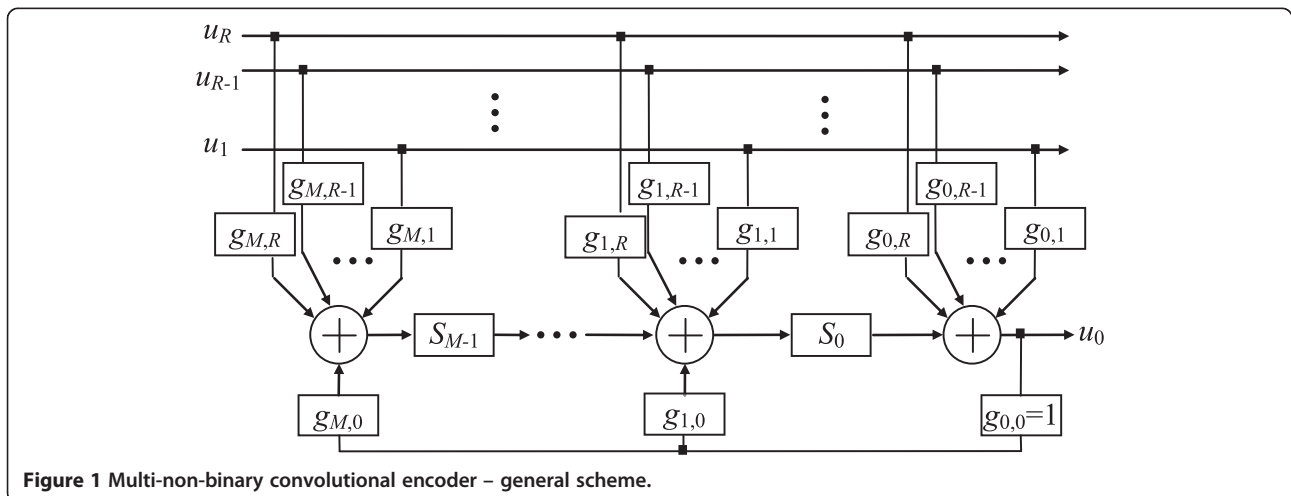 u_R
u_{R-1}
u_1
g_{M,R-1} g_{1,R-1} g_{0,R-1}
g_{M,R} g_{M,1} g_{1,R} g_{1,1} g_{0,R} g_{0,1}
S_{M-1} S_0 u_0
g_{M,0} g_{1,0} g_{0,0}=1
Figure 1 Multi-non-binary convolutional encoder – general scheme.